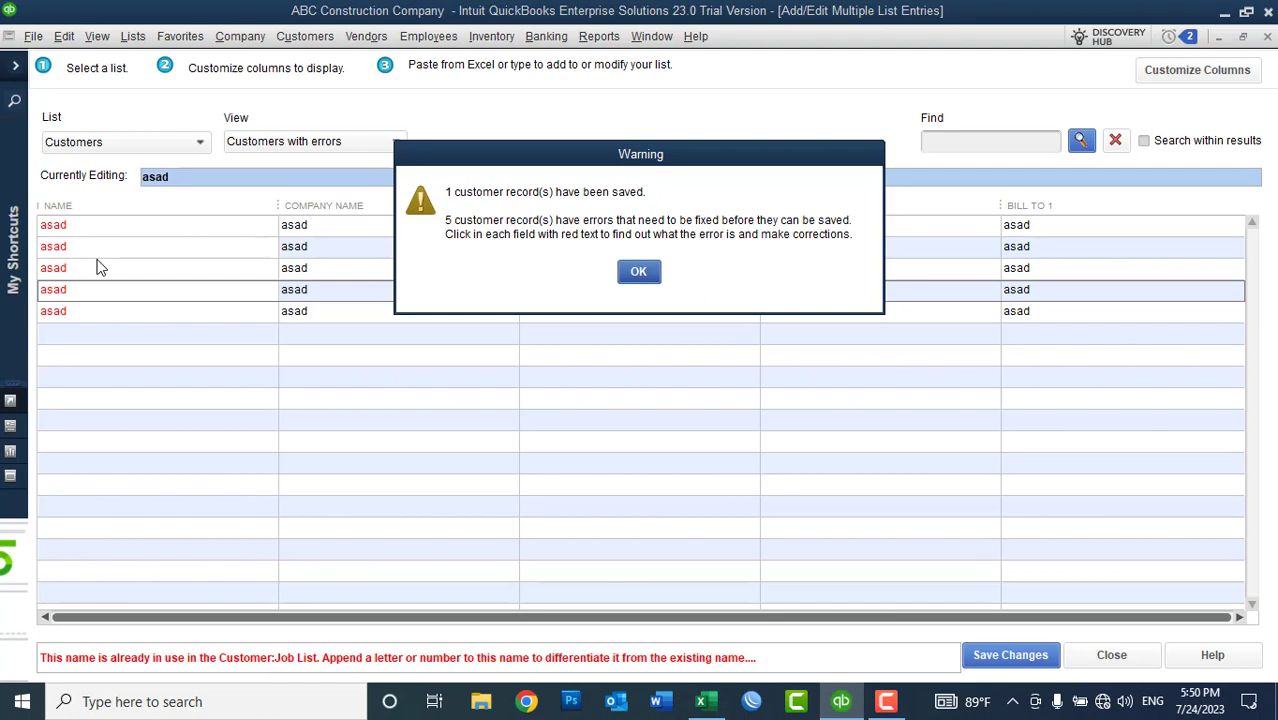 ABC Construction Company - Intuit QuickBooks Enterprise Solutions 23.0 Trial Version - [Add/Edit Multiple List Entries]
File Edit View Lists Favorites Company Customers Vendors Employees Inventory Banking Reports Window Help
DISCOVERY
HUB
2
1 Select a list. 2 Customize columns to display. 3 Paste from Excel or type to add to or modify your list.
Customize Columns
List View Find
Customers Customers with errors Search within results
Currently Editing: asad
NAME COMPANY NAME BILL TO 1
asad asad asad
asad asad asad
asad asad asad
asad asad asad
asad asad asad
Warning
1 customer record(s) have been saved.
5 customer record(s) have errors that need to be fixed before they can be saved.
Click in each field with red text to find out what the error is and make corrections.
OK
My Shortcuts
This name is already in use in the Customer:Job List. Append a letter or number to this name to differentiate it from the existing name....
Save Changes Close Help
Type here to search
Ps
qb
C
89°F
ENG
5:50 PM
7/24/2023